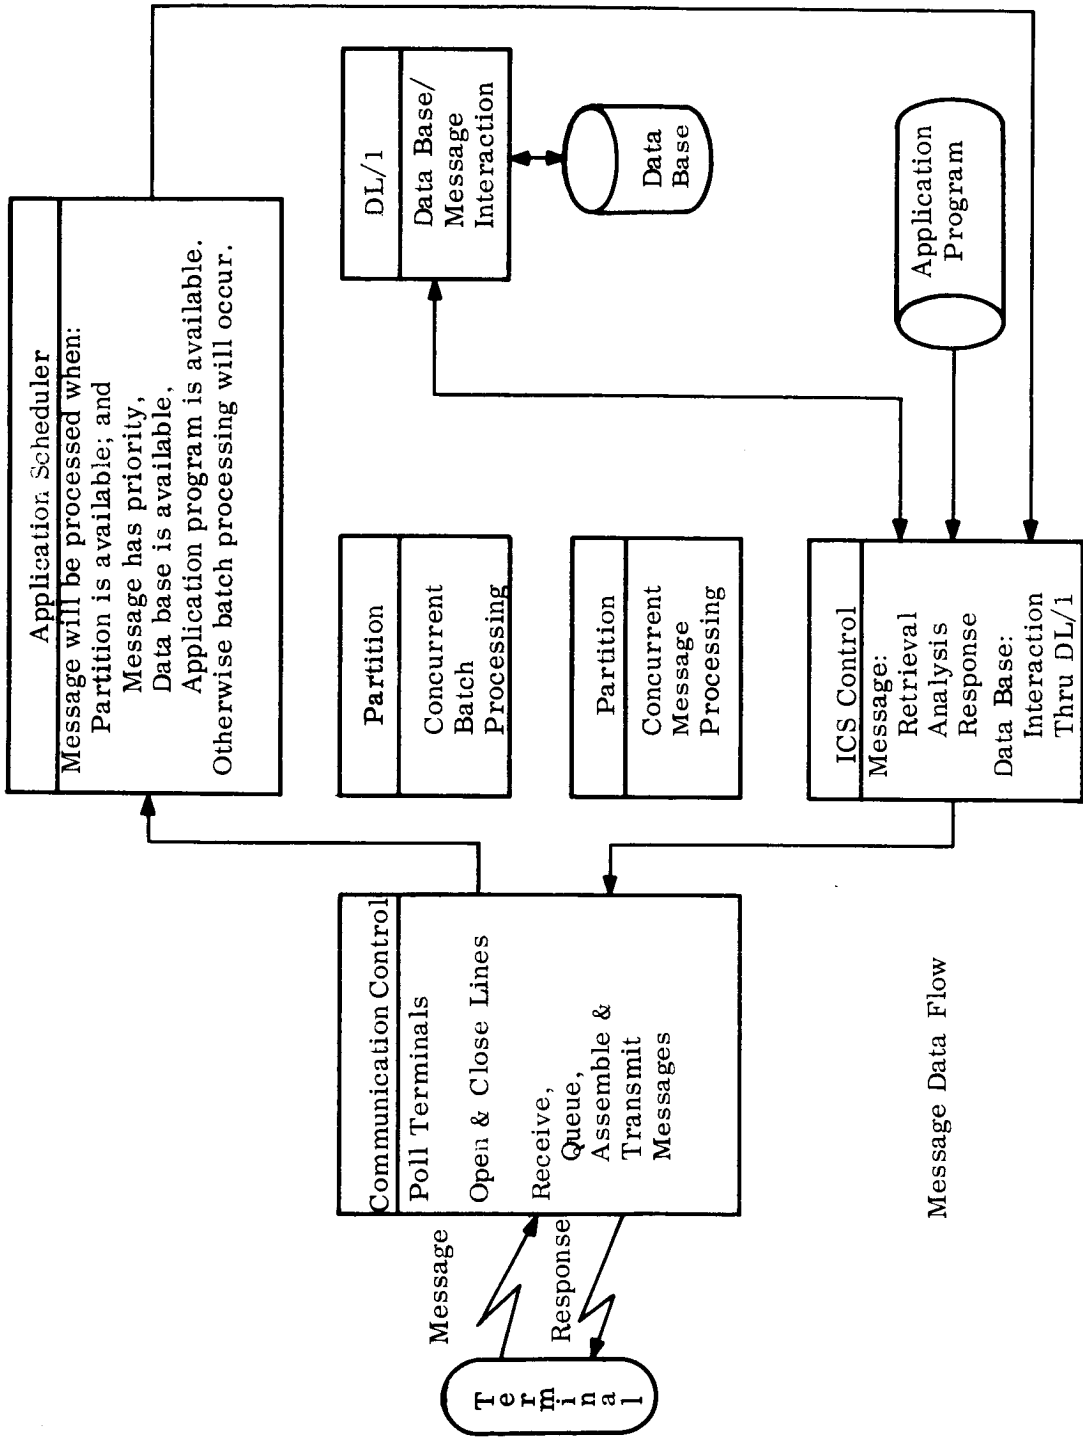 Application Scheduler
Message will be processed when:
Partition is available; and
Message has priority,
Data base is available,
Application program is available.
Otherwise batch processing will occur.
Communication Control
Poll Terminals
Open & Close Lines
Receive,
Queue,
Assemble &
Transmit
Messages
Message
Response
Terminal
Partition
Concurrent
Batch
Processing
Partition
Concurrent
Message
Processing
DL/1
Data Base/
Message
Interaction
Data
Base
ICS Control
Message:
Retrieval
Analysis
Response
Data Base:
Interaction
Thru DL/1
Application
Program
Message Data Flow